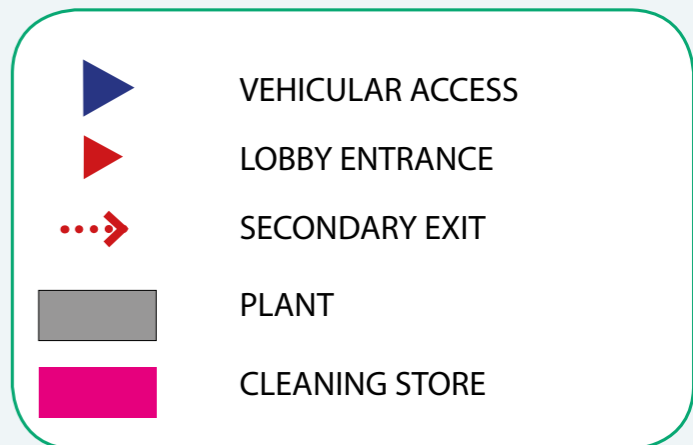 VEHICULAR ACCESS
LOBBY ENTRANCE
SECONDARY EXIT
PLANT
CLEANING STORE